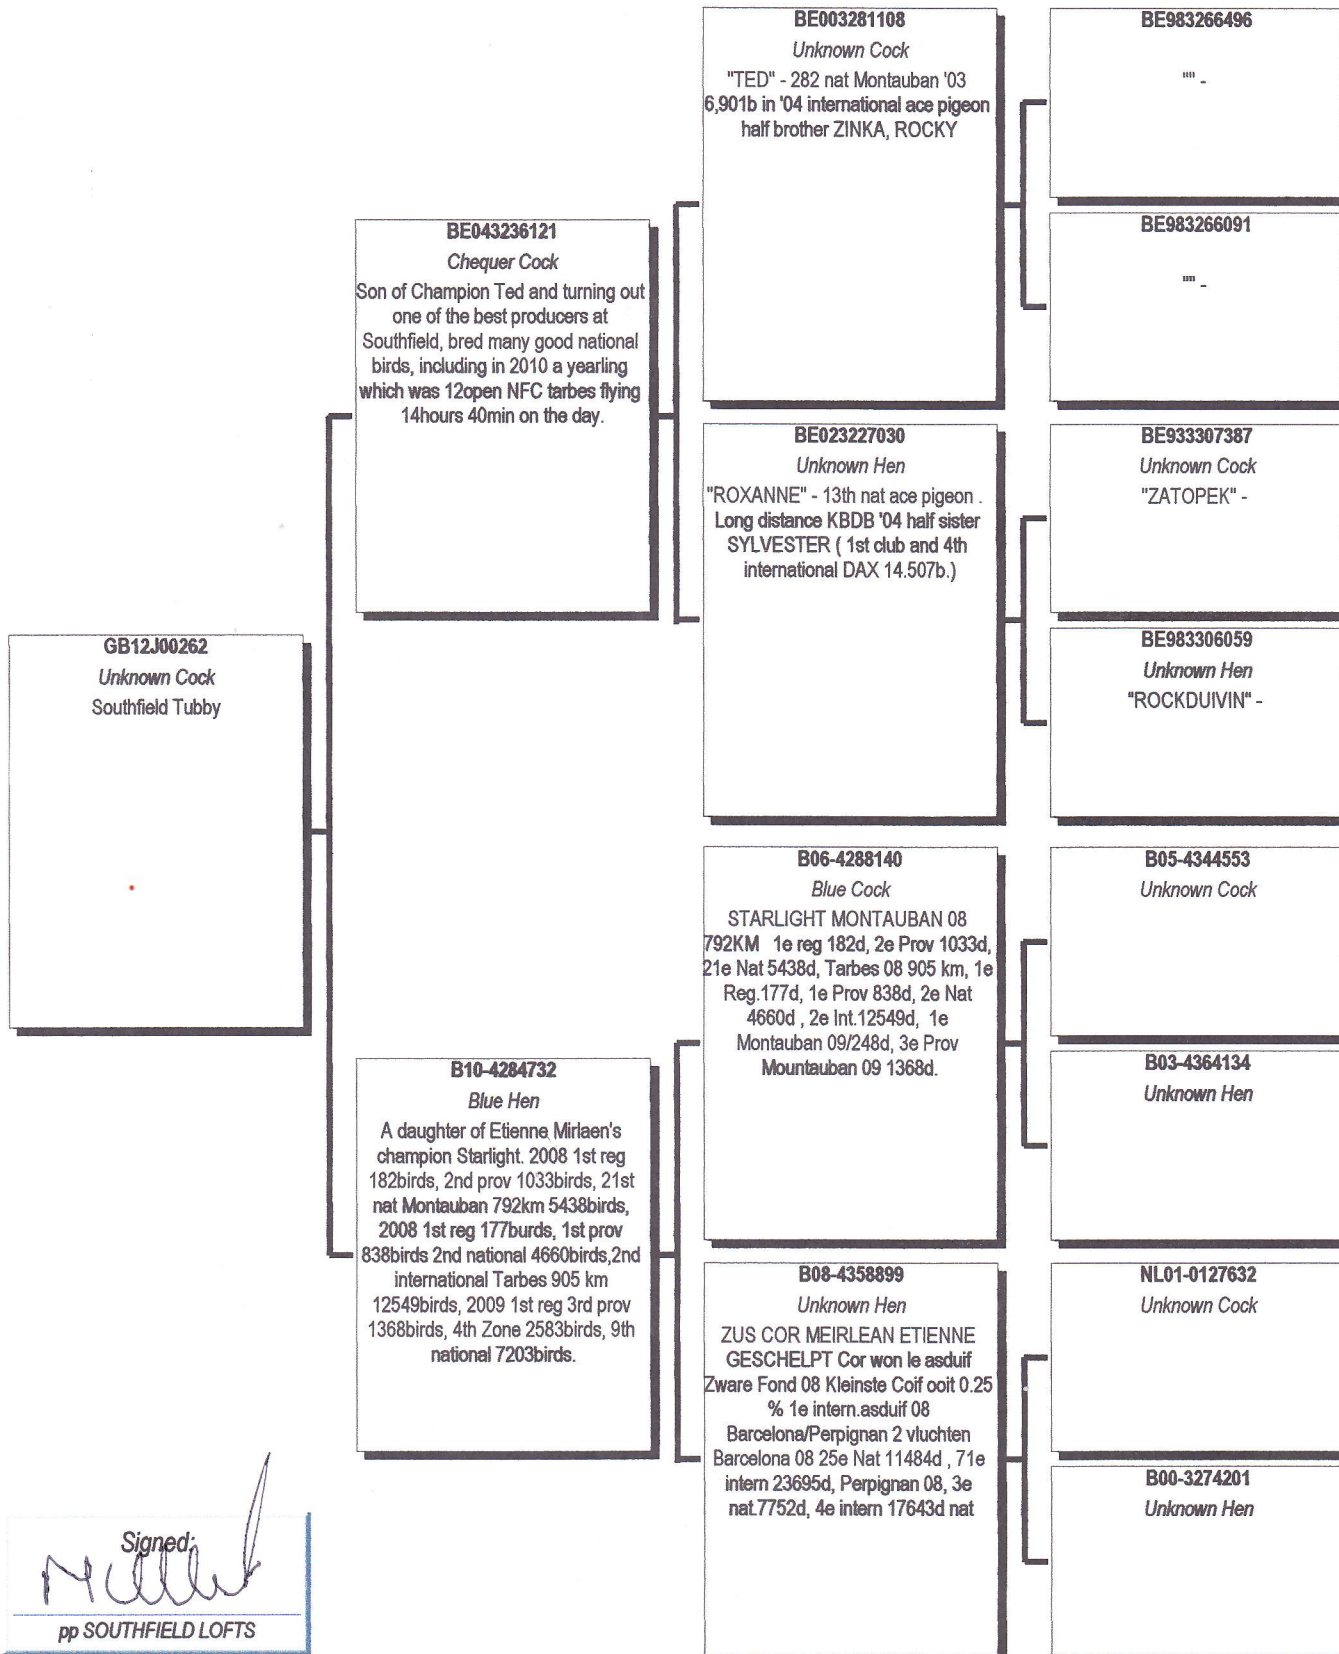 GB12J00262
Unknown Cock
Southfield Tubby
BE043236121
Chequer Cock
Son of Champion Ted and turning out
one of the best producers at
Southfield, bred many good national
birds, including in 2010 a yearling
which was 12open NFC tarbes flying
14hours 40min on the day.
B10-4284732
Blue Hen
A daughter of Etienne Mirlaen's
champion Starlight. 2008 1st reg
182birds, 2nd prov 1033birds, 21st
nat Montauban 792km 5438birds,
2008 1st reg 177burds, 1st prov
838birds 2nd national 4660birds,2nd
international Tarbes 905 km
12549birds, 2009 1st reg 3rd prov
1368birds, 4th Zone 2583birds, 9th
national 7203birds.
BE003281108
Unknown Cock
"TED" - 282 nat Montauban '03
6,901b in '04 international ace pigeon
half brother ZINKA, ROCKY
BE023227030
Unknown Hen
"ROXANNE" - 13th nat ace pigeon .
Long distance KBDB '04 half sister
SYLVESTER ( 1st club and 4th
international DAX 14.507b.)
B06-4288140
Blue Cock
STARLIGHT MONTAUBAN 08
792KM 1e reg 182d, 2e Prov 1033d,
21e Nat 5438d, Tarbes 08 905 km, 1e
Reg.177d, 1e Prov 838d, 2e Nat
4660d , 2e Int.12549d, 1e
Montauban 09/248d, 3e Prov
Mountauban 09 1368d.
B08-4358899
Unknown Hen
ZUS COR MEIRLEAN ETIENNE
GESCHELPT Cor won le asduif
Zware Fond 08 Kleinste Coif ooit 0.25
% 1e intern.asduif 08
Barcelona/Perpignan 2 vluchten
Barcelona 08 25e Nat 11484d , 71e
intern 23695d, Perpignan 08, 3e
nat.7752d, 4e intern 17643d nat
BE983266496
"" -
BE983266091
"" -
BE933307387
Unknown Cock
"ZATOPEK" -
BE983306059
Unknown Hen
"ROCKDUIVIN" -
B05-4344553
Unknown Cock
B03-4364134
Unknown Hen
NL01-0127632
Unknown Cock
B00-3274201
Unknown Hen
Signed:
pp SOUTHFIELD LOFTS